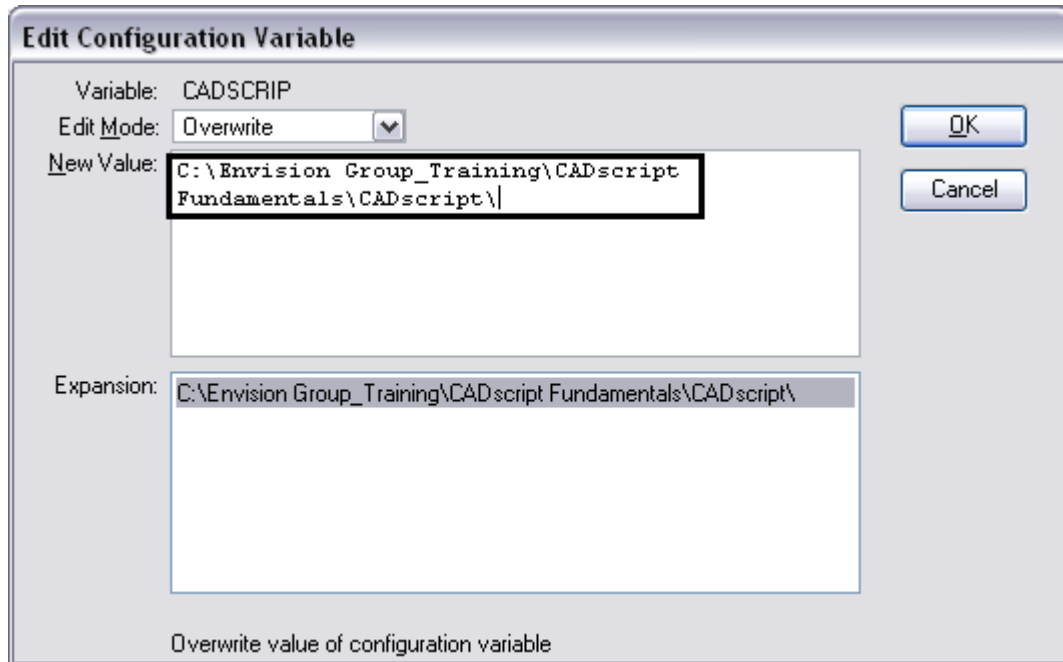 Edit Configuration Variable
Variable: CADSCRIP
Edit Mode: Overwrite
OK
New Value: C:\Envision Group_Training\CADscript
Fundamentals\CADscript\
Cancel
Expansion: C:\Envision Group_Training\CADscript Fundamentals\CADscript\
Overwrite value of configuration variable